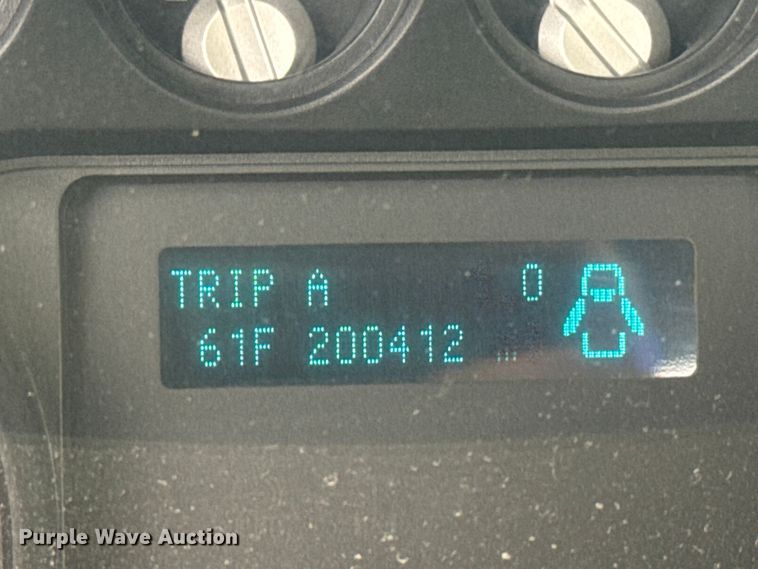 TRIP A 0
61F 200412
Purple Wave Auction